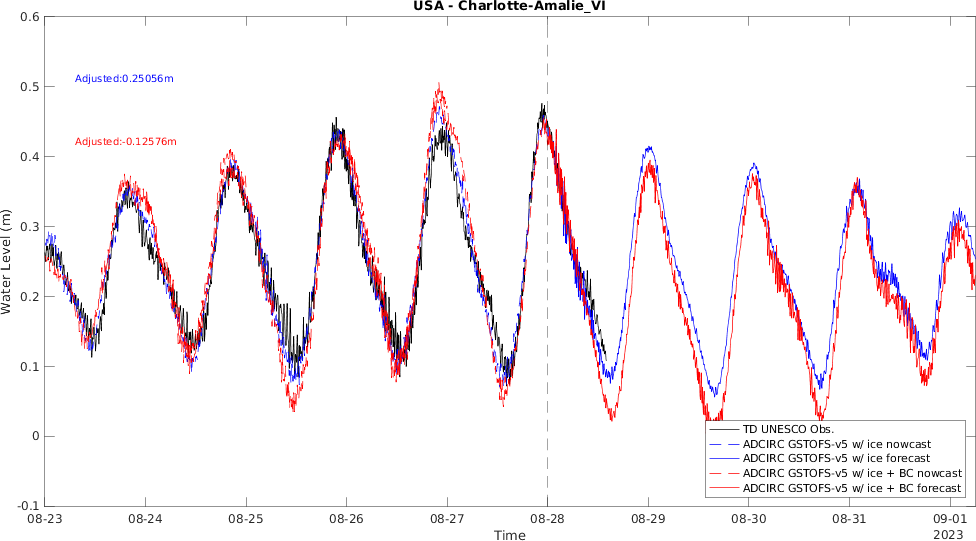 USA - Charlotte-Amalie_VI
0.6
0.5
0.4
0.3
0.2
0.1
0
-0.1
Water Level (m)
Adjusted:0.25056m
Adjusted:-0.12576m
TD UNESCO Obs.
ADCIRC GSTOFS-v5 w/ ice nowcast
ADCIRC GSTOFS-v5 w/ ice forecast
ADCIRC GSTOFS-v5 w/ ice + BC nowcast
ADCIRC GSTOFS-v5 w/ ice + BC forecast
08-23 08-24 08-25 08-26 08-27 08-28 08-29 08-30 08-31 09-01
Time
2023